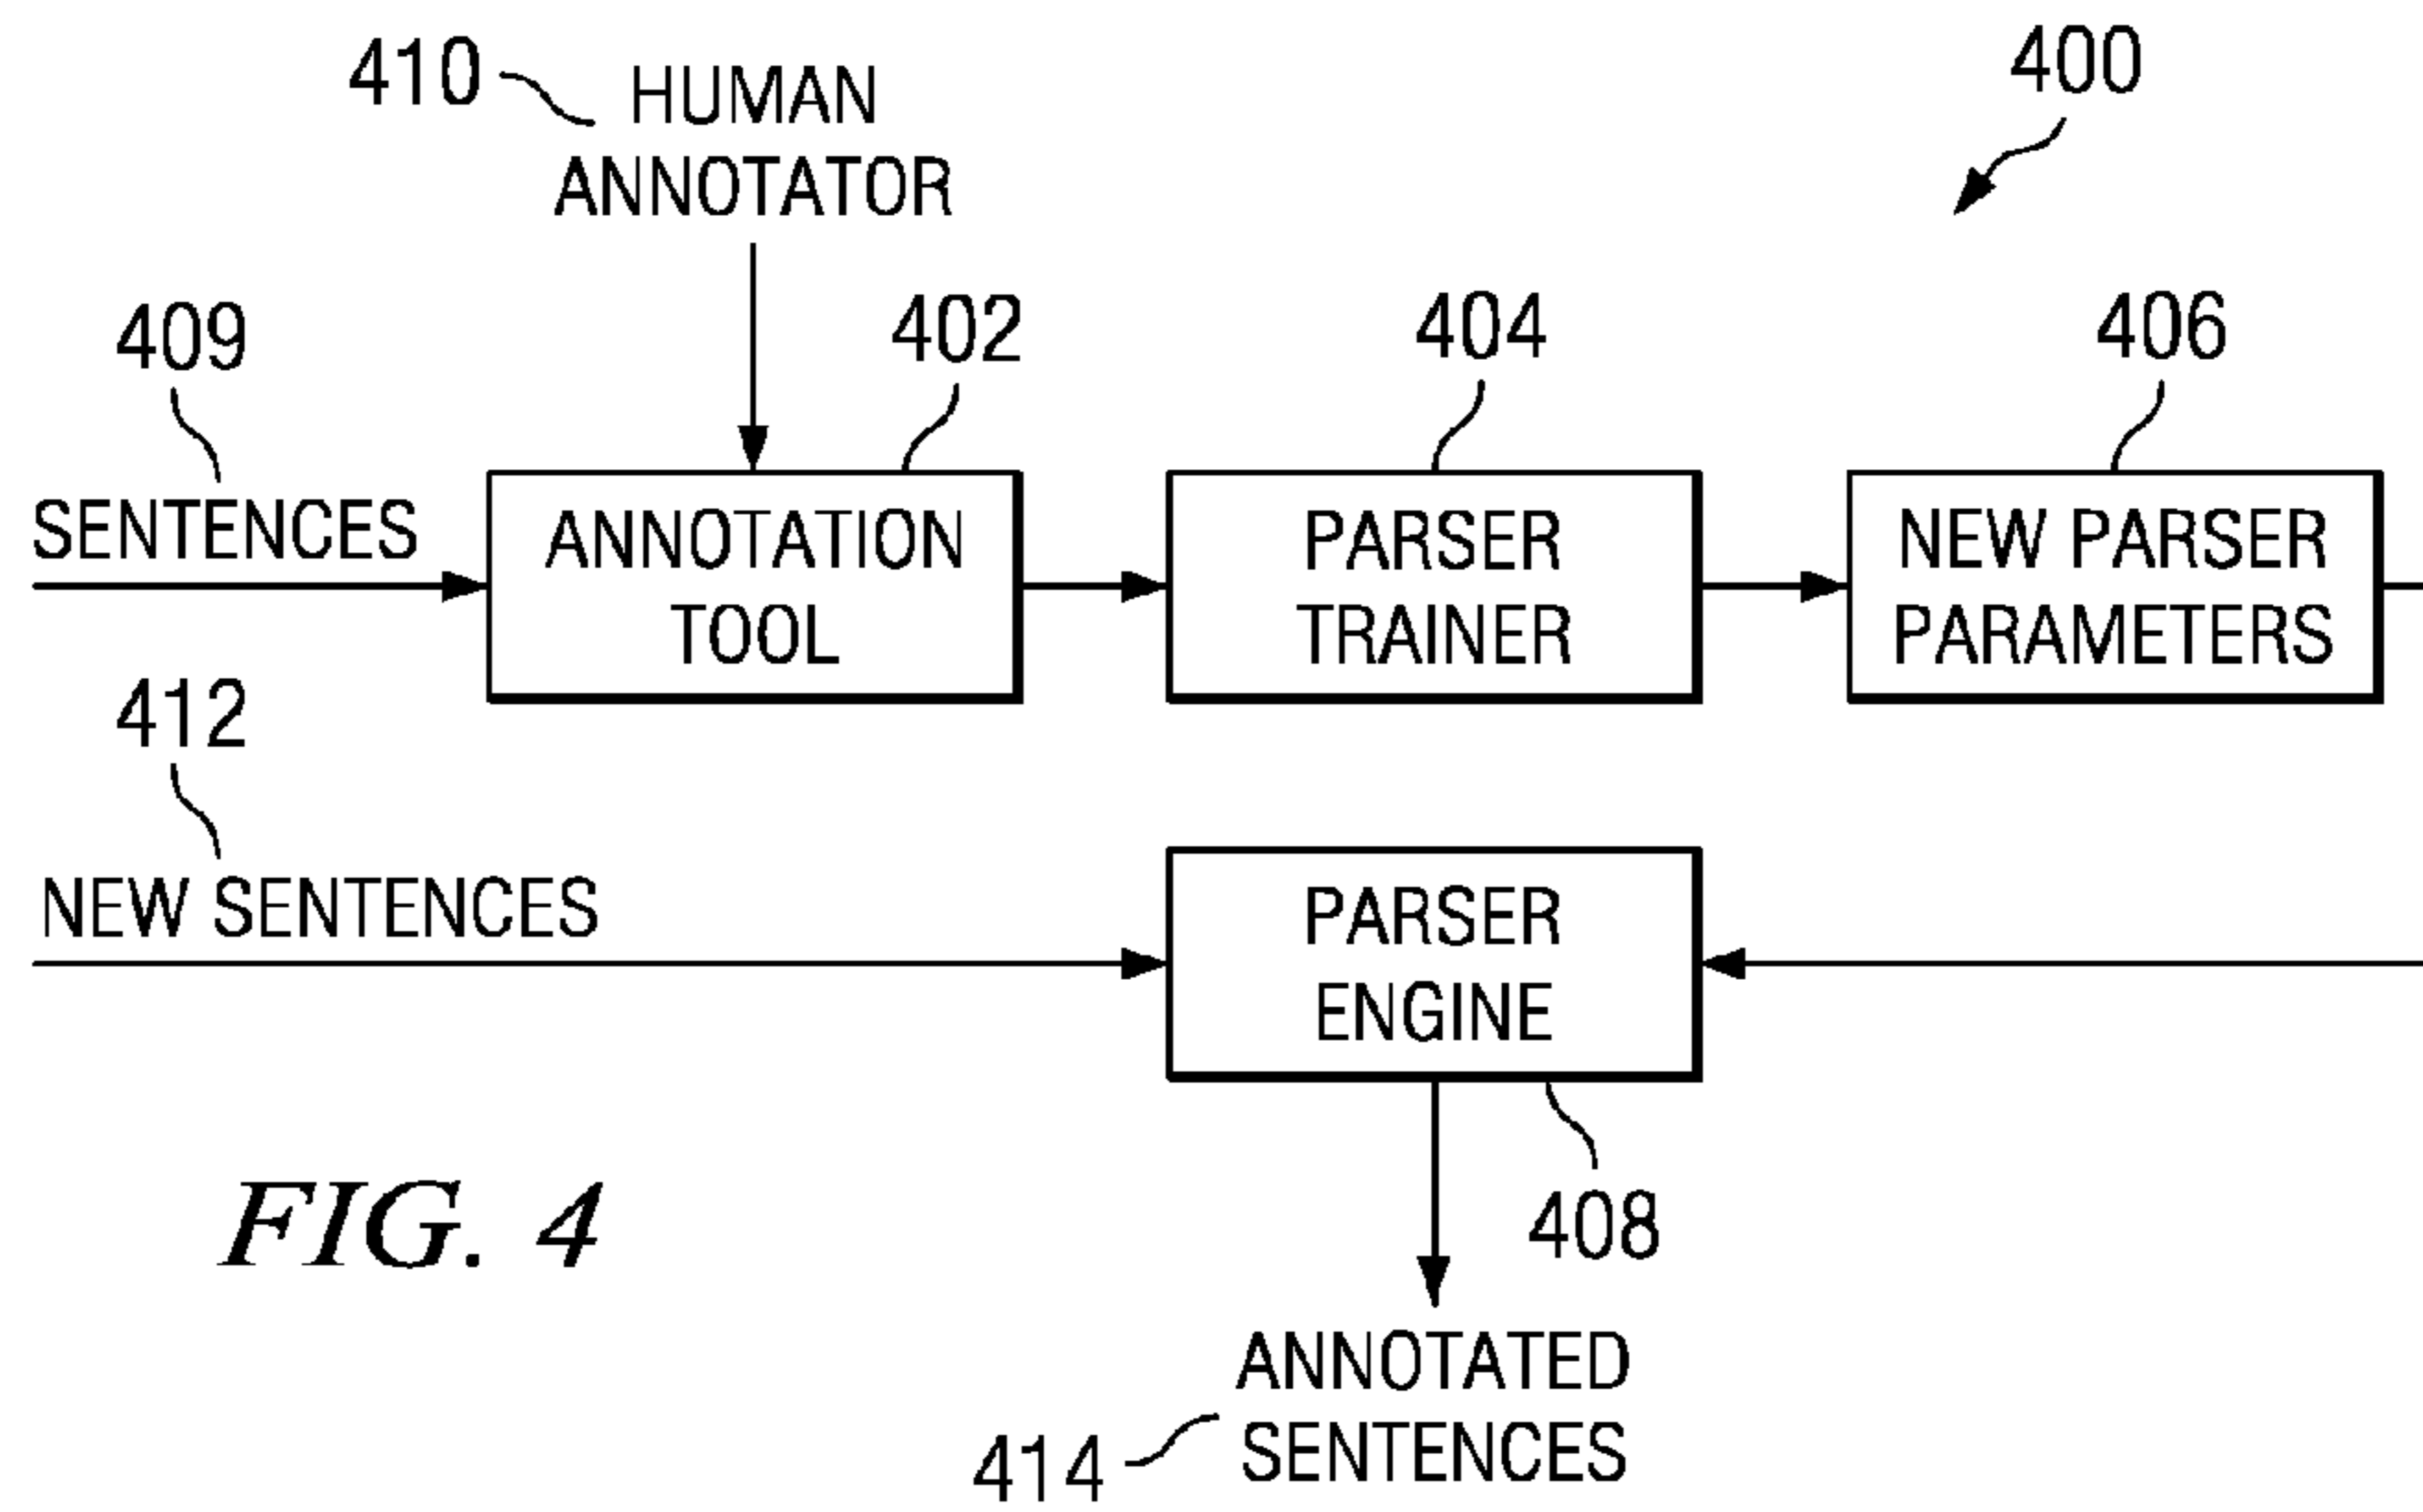 400
410
HUMAN
ANNOTATOR
409
402
404
406
SENTENCES
ANNOTATION
TOOL
PARSER
TRAINER
NEW PARSER
PARAMETERS
412
NEW SENTENCES
PARSER
ENGINE
408
FIG. 4
ANNOTATED
SENTENCES
414